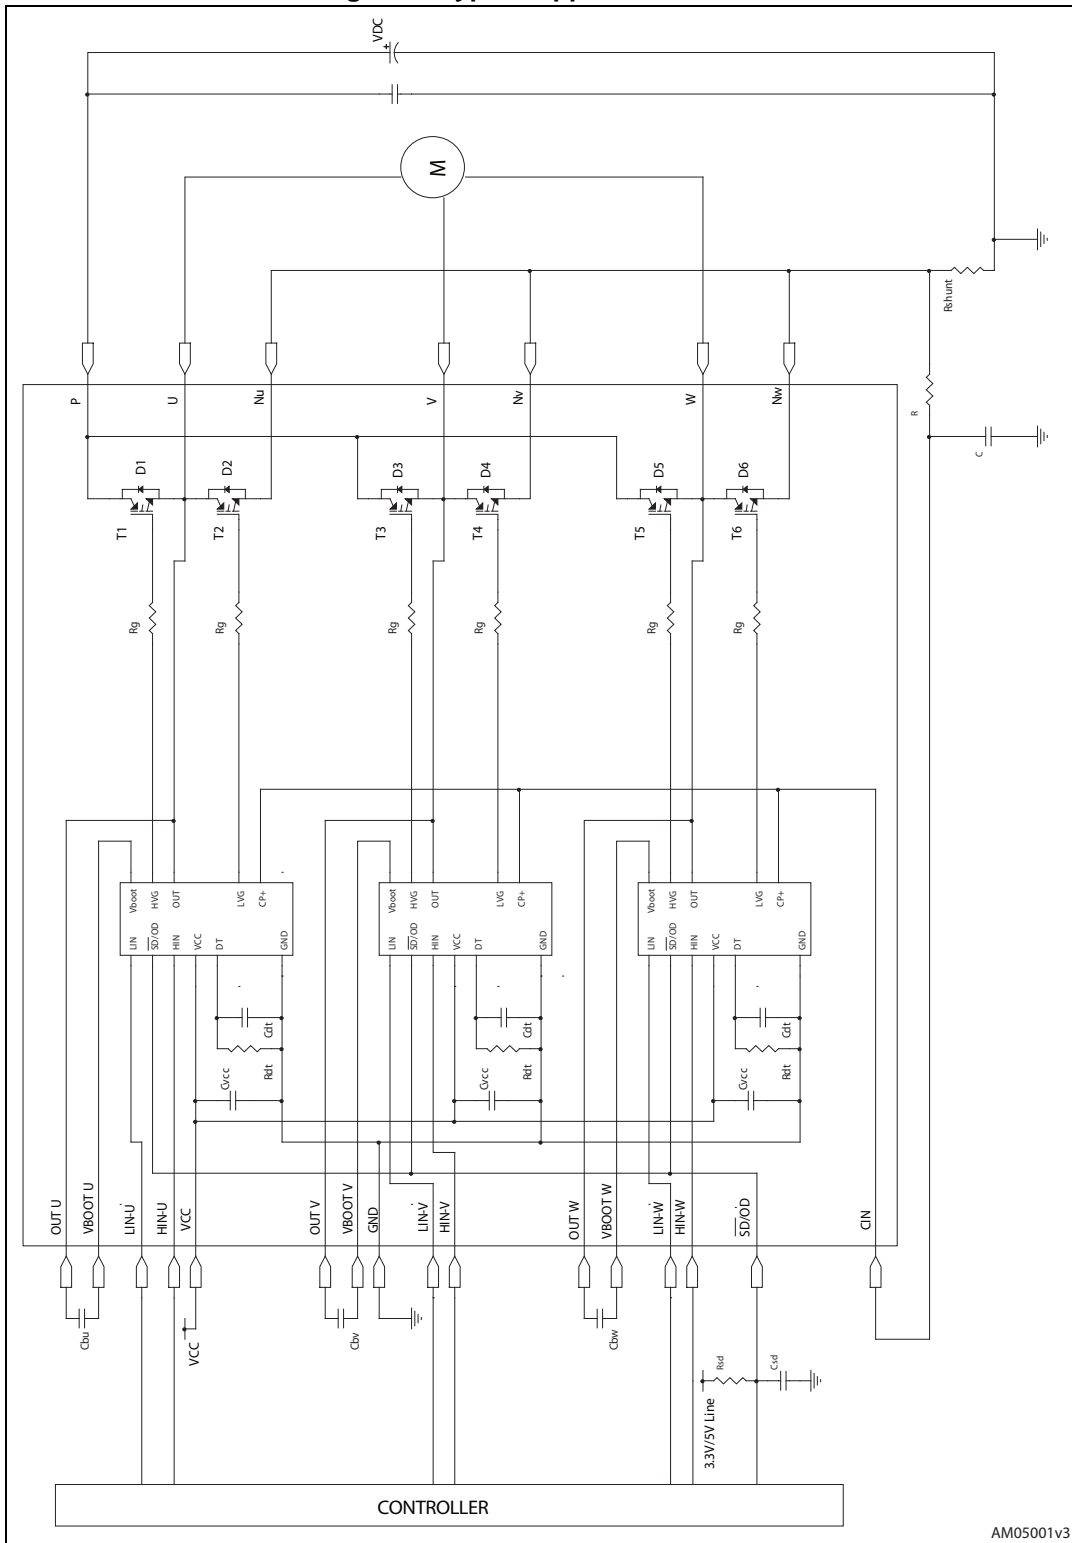 VDC
+
M
Rshunt
P
U
Nu
V
Nv
W
Nw
R
C
D1
D2
D3
D4
D5
D6
T1
T2
T3
T4
T5
T6
Rg
Rg
Rg
Rg
Rg
Rg
Vboot
HVG
OUT
LVG
CP+
LIN
SD/OD
HIN
VCC
DT
GND
Vboot
HVG
OUT
LVG
CP+
LIN
SD/OD
HIN
VCC
DT
GND
Vboot
HVG
OUT
LVG
CP+
LIN
SD/OD
HIN
VCC
DT
GND
Cdt
Rdt
Cvcc
Cdt
Rdt
Cvcc
Cdt
Rdt
Cvcc
OUT U
VBOOT U
LIN-U
HIN-U
VCC
OUT V
VBOOT V
GND
LIN-V
HIN-V
OUT W
VBOOT W
LIN-W
HIN-W
SD/OD
CIN
Cbu
VCC
Cbv
Cbw
3.3V/5V Line
Rsd
Csd
CONTROLLER
AM05001v3